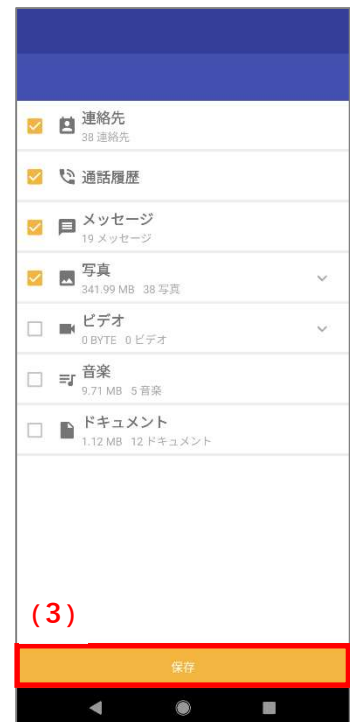 連絡先
38 連絡先
通話履歴
メッセージ
19 メッセージ
写真
341.99 MB 38 写真
ビデオ
0 BYTE 0 ビデオ
音楽
9.71 MB 5 音楽
ドキュメント
1.12 MB 12 ドキュメント
(3)
保存